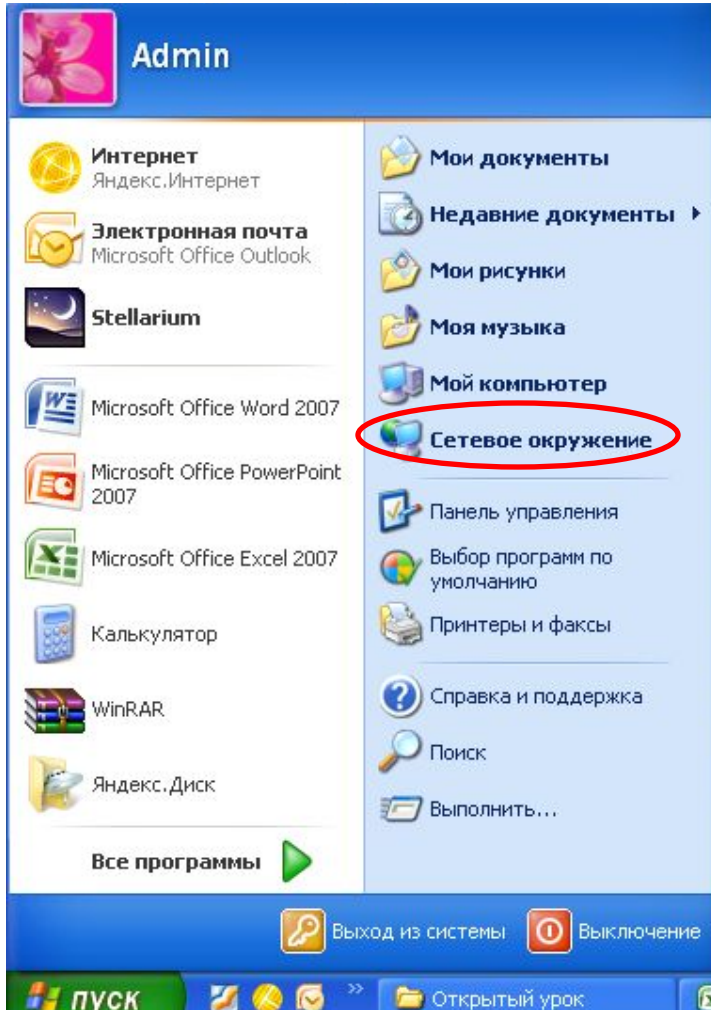 Admin
Интернет
Яндекс.Интернет
Электронная почта
Microsoft Office Outlook
Stellarium
Microsoft Office Word 2007
Microsoft Office PowerPoint
2007
Microsoft Office Excel 2007
Калькулятор
WinRAR
Яндекс.Диск
Все программы
Мои документы
Недавние документы
Мои рисунки
Моя музыка
Мой компьютер
Сетевое окружение
Панель управления
Выбор программ по
умолчанию
Принтеры и факсы
Справка и поддержка
Поиск
Выполнить...
Выход из системы
Выключение
пуск
Открытый урок